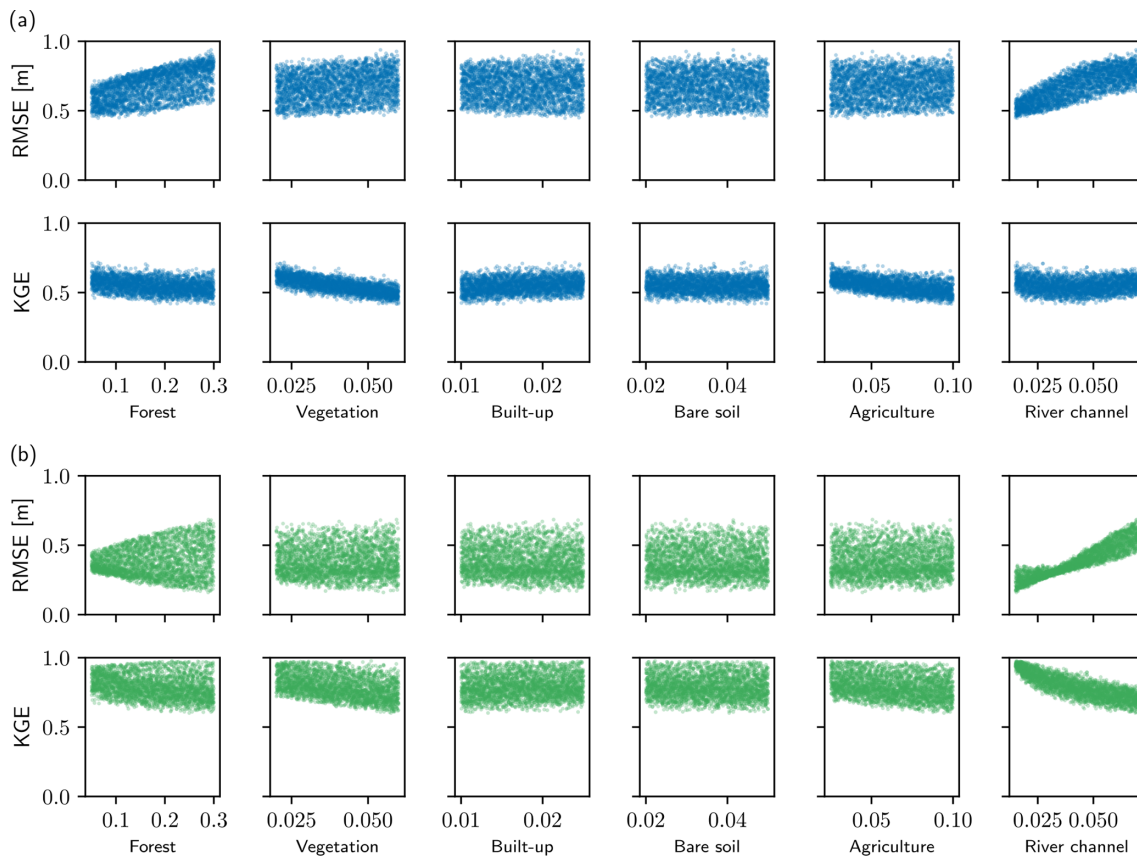 (a)
1.0
0.5
0.0
RMSE [m]
1.0
0.5
0.0
KGE
0.1 0.2 0.3 0.025 0.050 0.01 0.02 0.02 0.04 0.05 0.10 0.025 0.050
Forest Vegetation Built-up Bare soil Agriculture River channel
(b)
1.0
0.5
0.0
RMSE [m]
1.0
0.5
0.0
KGE
0.1 0.2 0.3 0.025 0.050 0.01 0.02 0.02 0.04 0.05 0.10 0.025 0.050
Forest Vegetation Built-up Bare soil Agriculture River channel